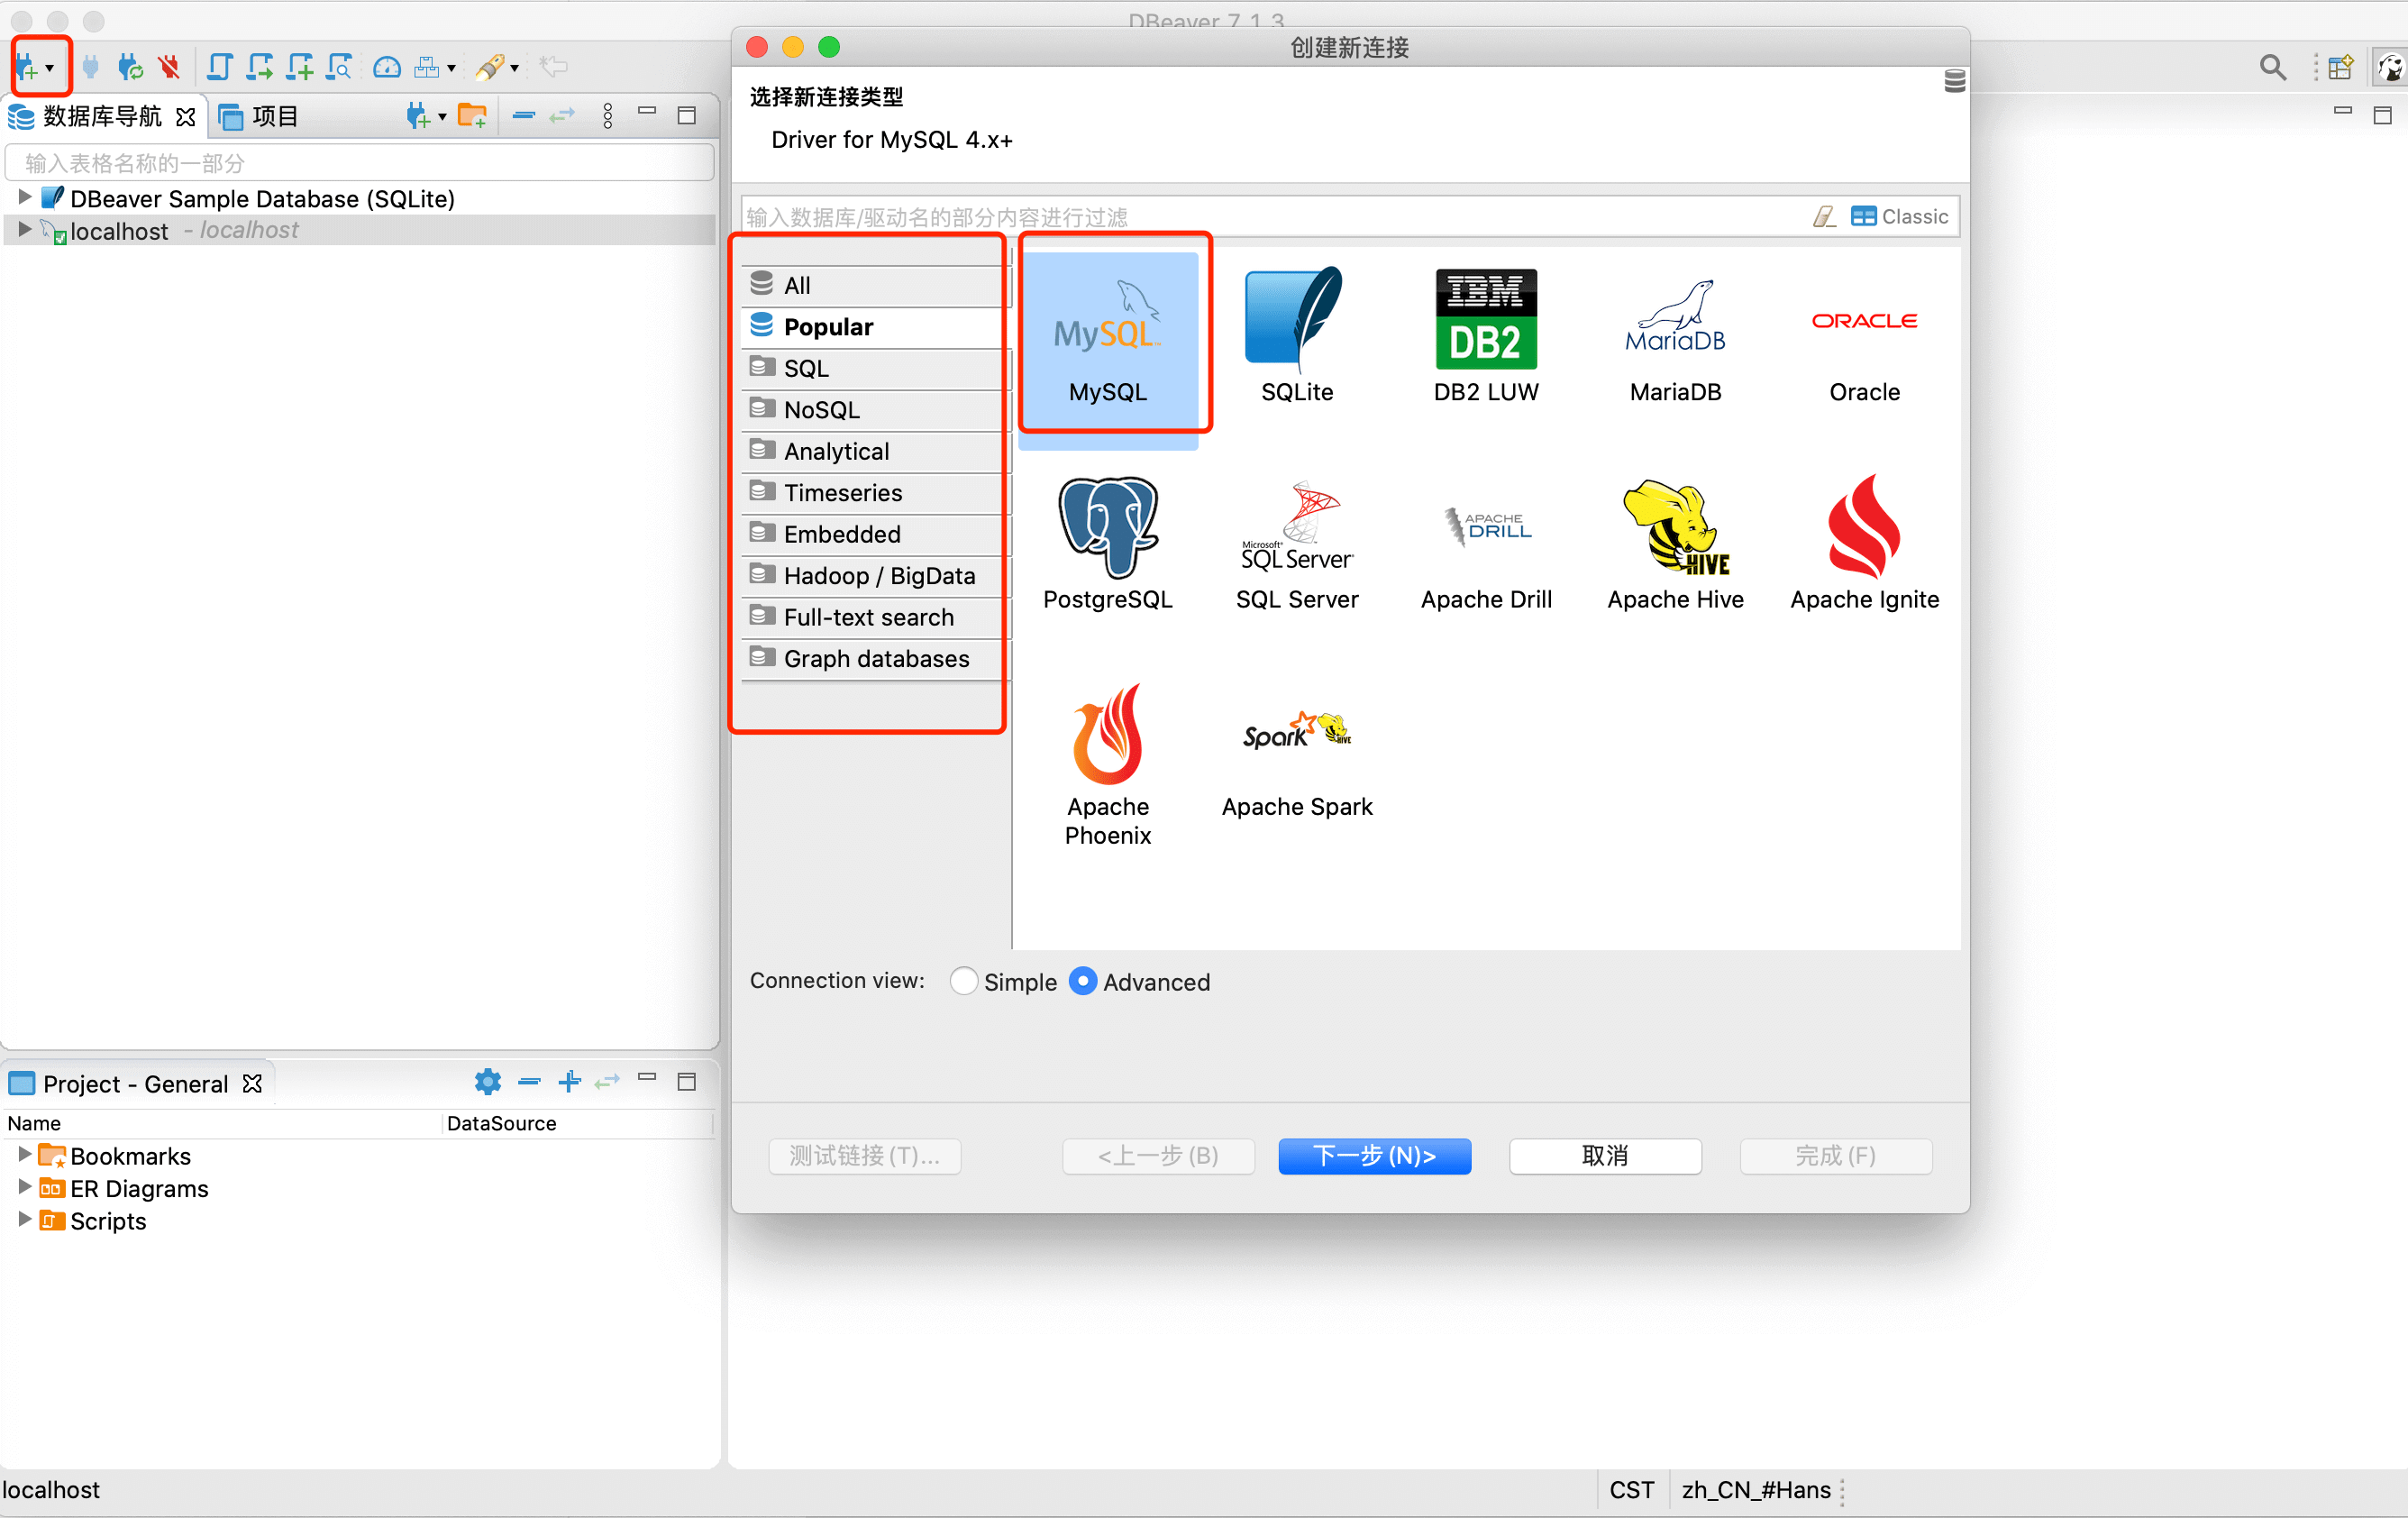 DBeaver 7.1.3
创建新连接
数据库导航
项目
输入表格名称的一部分
DBeaver Sample Database (SQLite)
localhost - localhost
选择新连接类型
Driver for MySQL 4.x+
输入数据库/驱动名的部分内容进行过滤
Classic
All
Popular
SQL
NoSQL
Analytical
Timeseries
Embedded
Hadoop / BigData
Full-text search
Graph databases
MySQL™
MySQL
SQLite
IBM
DB2
DB2 LUW
MariaDB
MariaDB
ORACLE
Oracle
PostgreSQL
Microsoft®
SQL Server
SQL Server
APACHE
DRILL
Apache Drill
HIVE
Apache Hive
Apache Ignite
Apache
Phoenix
Spark
HIVE
Apache Spark
Connection view:
Simple
Advanced
测试链接(T)...
<上一步(B)
下一步(N)>
取消
完成(F)
Project - General
Name
DataSource
Bookmarks
ER Diagrams
Scripts
localhost
CST
zh_CN_#Hans